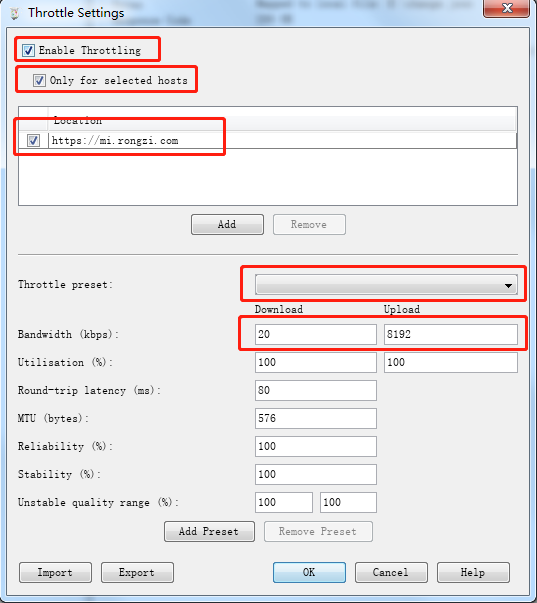 Throttle Settings
Enable Throttling
Only for selected hosts
Location
https://mi.rongzi.com
Add Remove
Throttle preset:
Download Upload
Bandwidth (kbps): 20 8192
Utilisation (%): 100 100
Round-trip latency (ms): 80
MTU (bytes): 576
Reliability (%): 100
Stability (%): 100
Unstable quality range (%): 100 100
Add Preset Remove Preset
Import Export OK Cancel Help